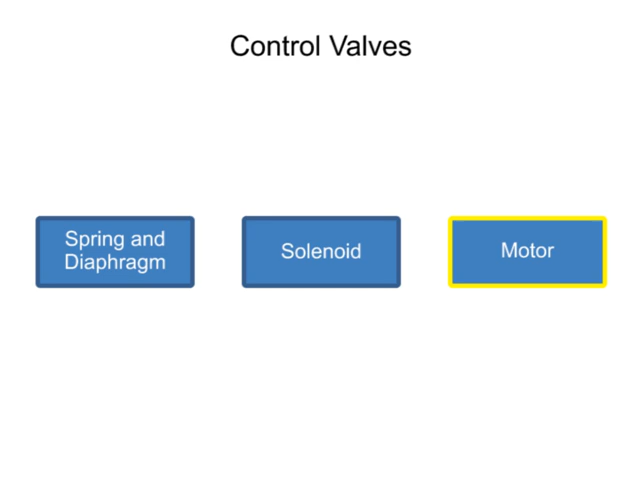 Control Valves
Spring and
Diaphragm
Solenoid
Motor